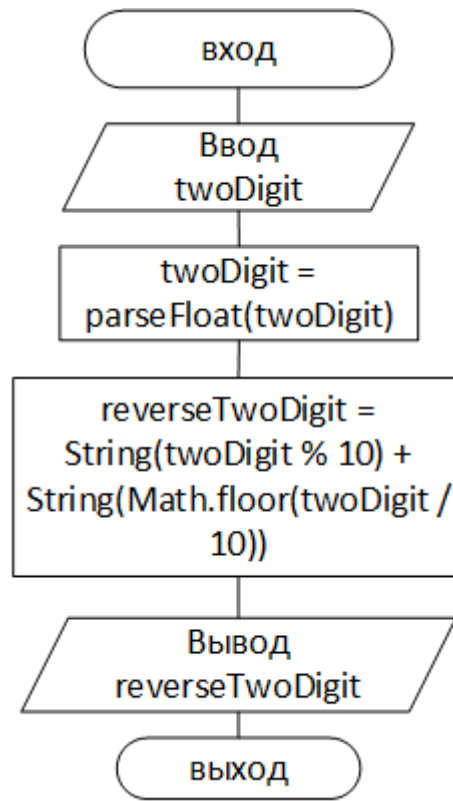 вход
Ввод
twoDigit
twoDigit =
parseFloat(twoDigit)
reverseTwoDigit =
String(twoDigit % 10) +
String(Math.floor(twoDigit /
10))
Вывод
reverseTwoDigit
выход